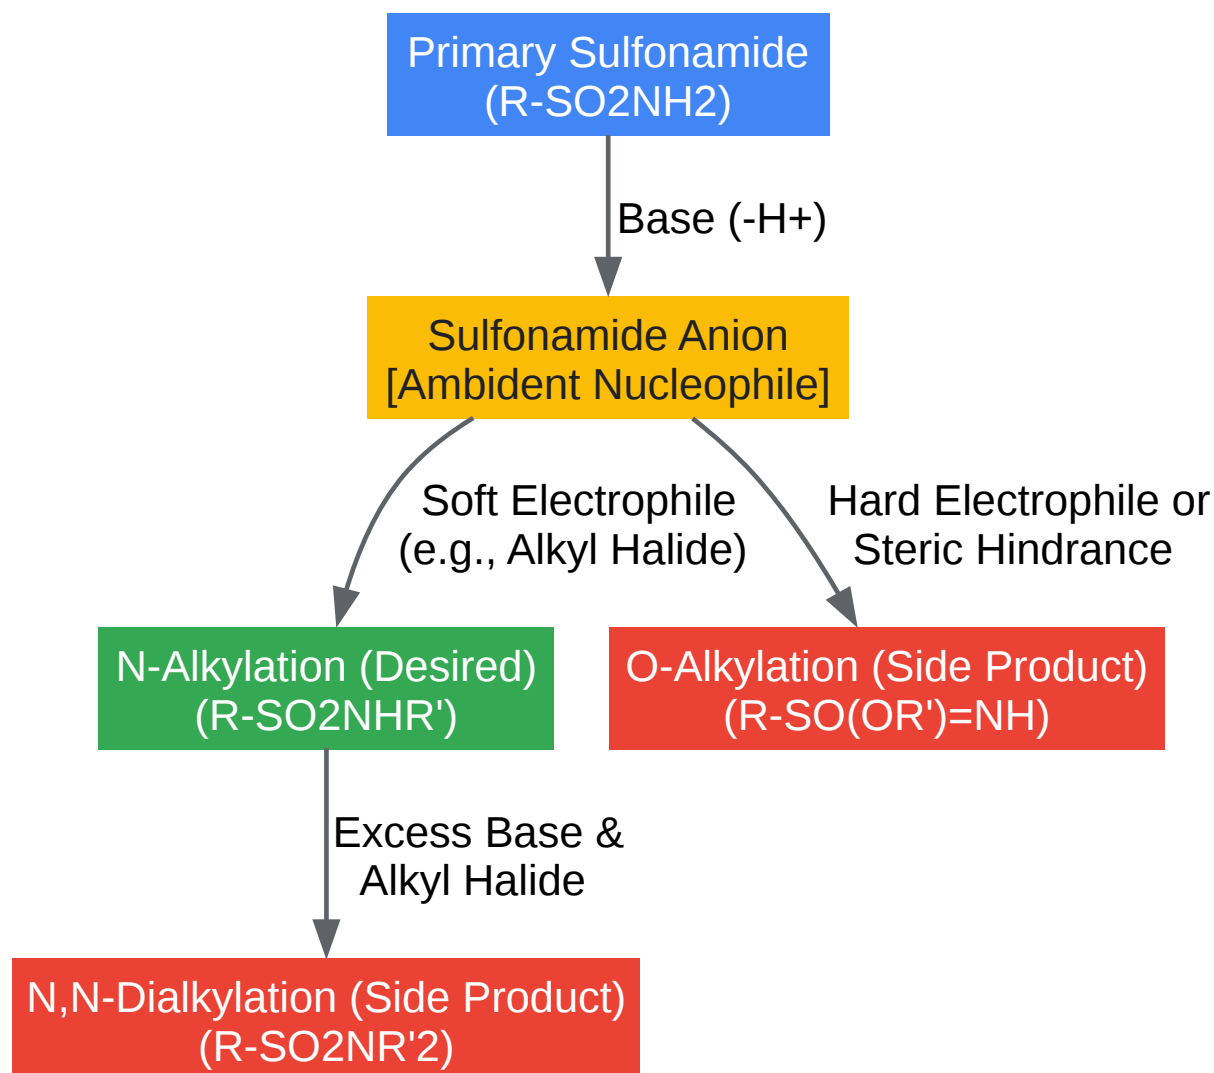 Primary Sulfonamide
(R-SO2NH2)
Base (-H+)
Sulfonamide Anion
[Ambident Nucleophile]
Soft Electrophile
(e.g., Alkyl Halide)
Hard Electrophile or
Steric Hindrance
N-Alkylation (Desired)
(R-SO2NHR')
O-Alkylation (Side Product)
(R-SO(OR')=NH)
Excess Base &
Alkyl Halide
N,N-Dialkylation (Side Product)
(R-SO2NR'2)